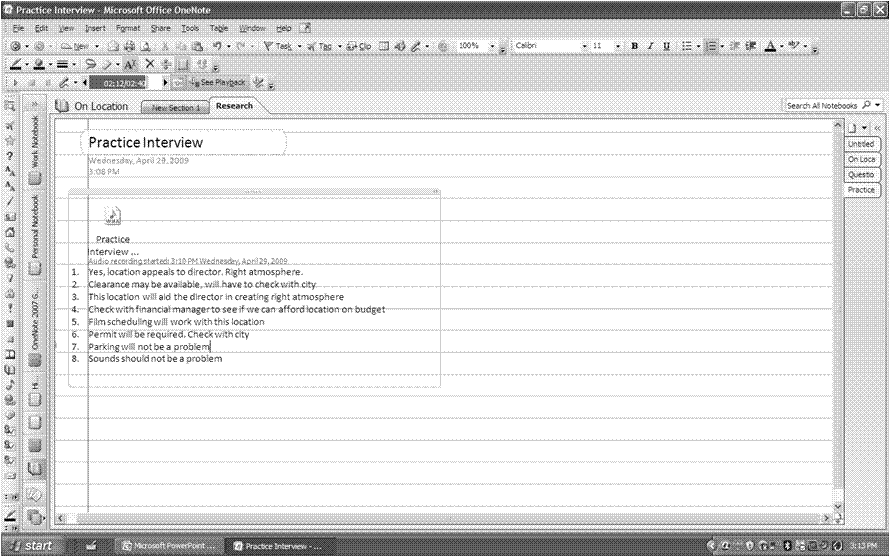 Practice Interview - Microsoft Office OneNote
File Edit View Insert Format Share Tools Table Window Help
New Task Tag Clip 100% Calibri 11 B I U
A
02:12/02:42 See Playback
On Location New Section 1 Research Search All Notebooks
Work Notebook
Personal Notebook
OneNote 2007 G...
H...
Practice Interview
Wednesday, April 29, 2009
3:08 PM
Untitled
On Loca
Questio
Practice
Practice
Interview ...
Audio recording started: 3:10 PM Wednesday, April 29, 2009
1. Yes, location appeals to director. Right atmosphere.
2. Clearance may be available, will have to check with city
3. This location will aid the director in creating right atmosphere
4. Check with financial manager to see if we can afford location on budget
5. Film scheduling will work with this location
6. Permit will be required. Check with city
7. Parking will not be a problem
8. Sounds should not be a problem
start Microsoft PowerPoint ... Practice Interview - ... 3:13 PM